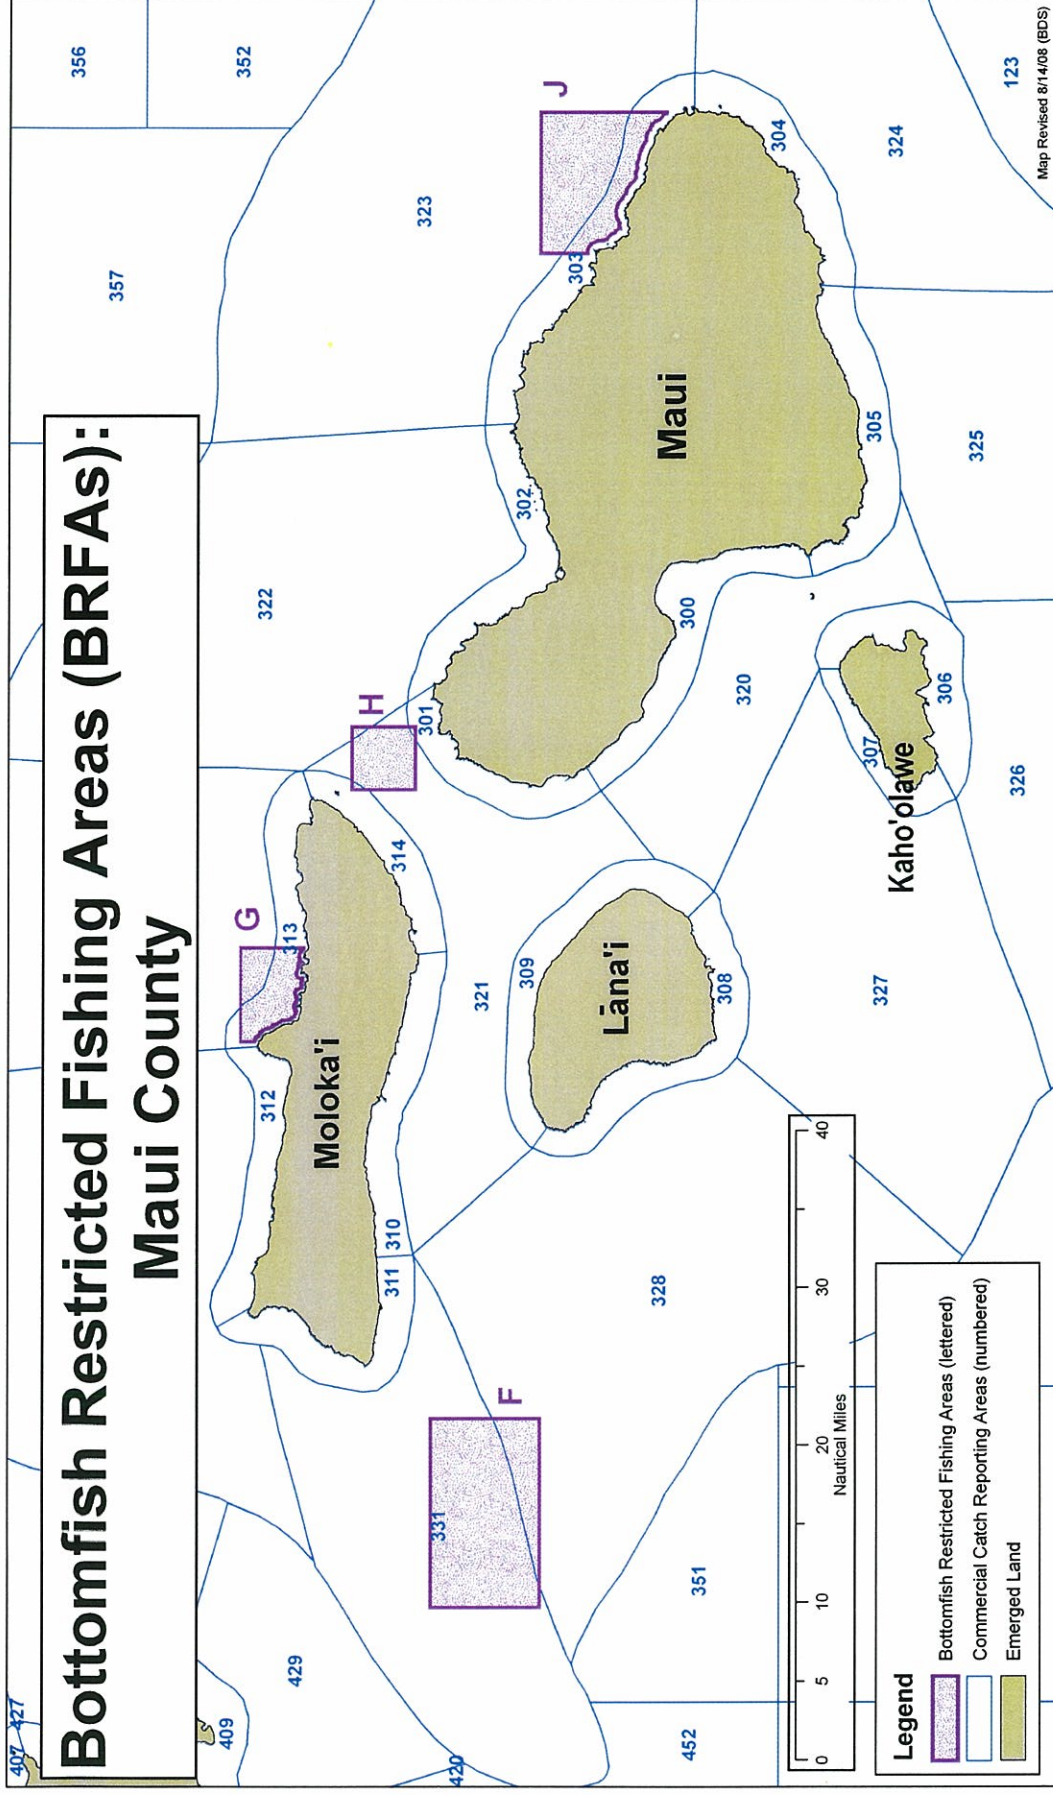 Bottomfish Restricted Fishing Areas (BRFAs):
Maui County
407
427
409
429
420
452
331
F
351
328
311
310
312
Moloka'i
G
313
314
H
321
309
Lāna'i
308
327
322
301
302
300
320
307
Kaho'olawe
306
326
Maui
305
325
357
323
303
J
304
324
356
352
123
0
5
10
20
30
40
Nautical Miles
Legend
Bottomfish Restricted Fishing Areas (lettered)
Commercial Catch Reporting Areas (numbered)
Emerged Land
Map Revised 8/14/08 (BDS)